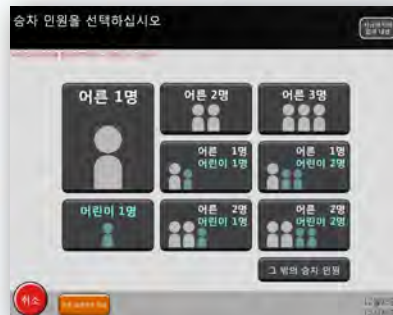 승차 인원을 선택하십시오
어른 1명
어른 2명
어른 3명
어른 1명
어린이 1명
어른 1명
어린이 2명
어린이 1명
어른 2명
어린이 1명
어른 2명
어린이 2명
그 밖의 승차 인원
취소